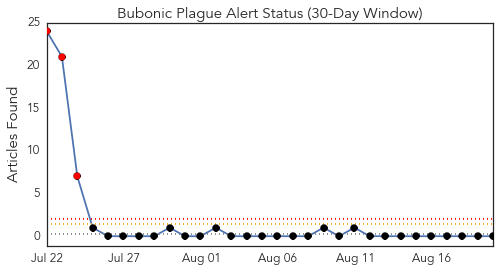 Bubonic Plague Alert Status (30-Day Window)
Articles Found
25
20
15
10
5
0
Jul 22 Jul 27 Aug 01 Aug 06 Aug 11 Aug 16